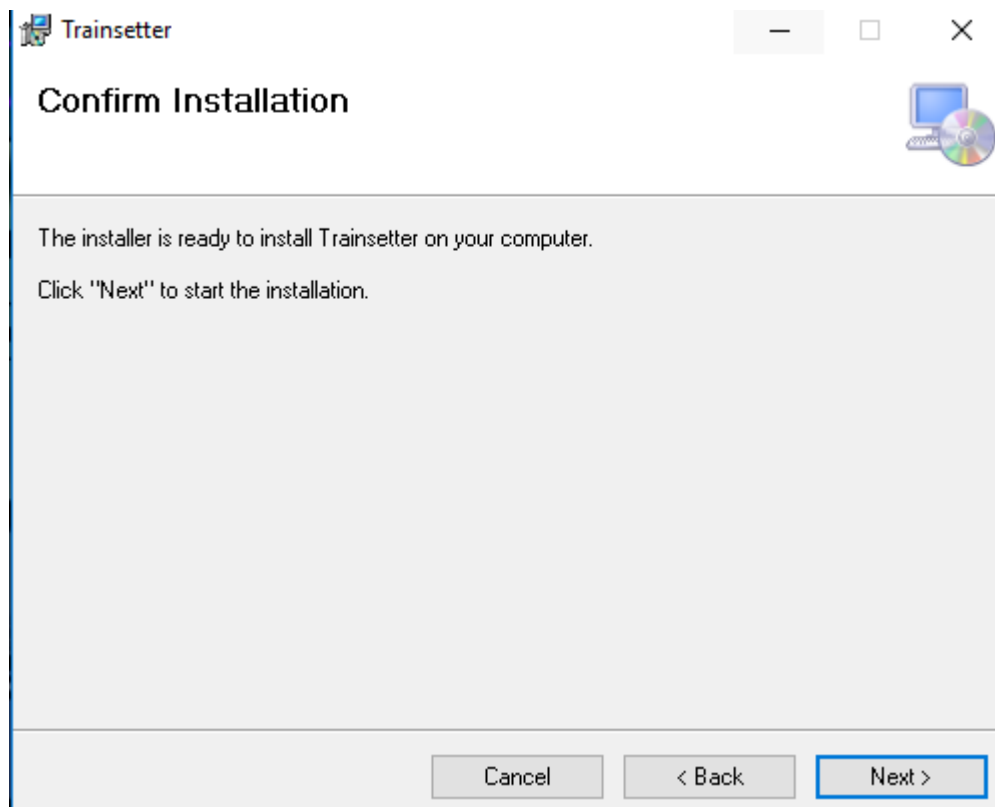 Trainsetter
Confirm Installation
The installer is ready to install Trainsetter on your computer.
Click "Next" to start the installation.
Cancel
< Back
Next >